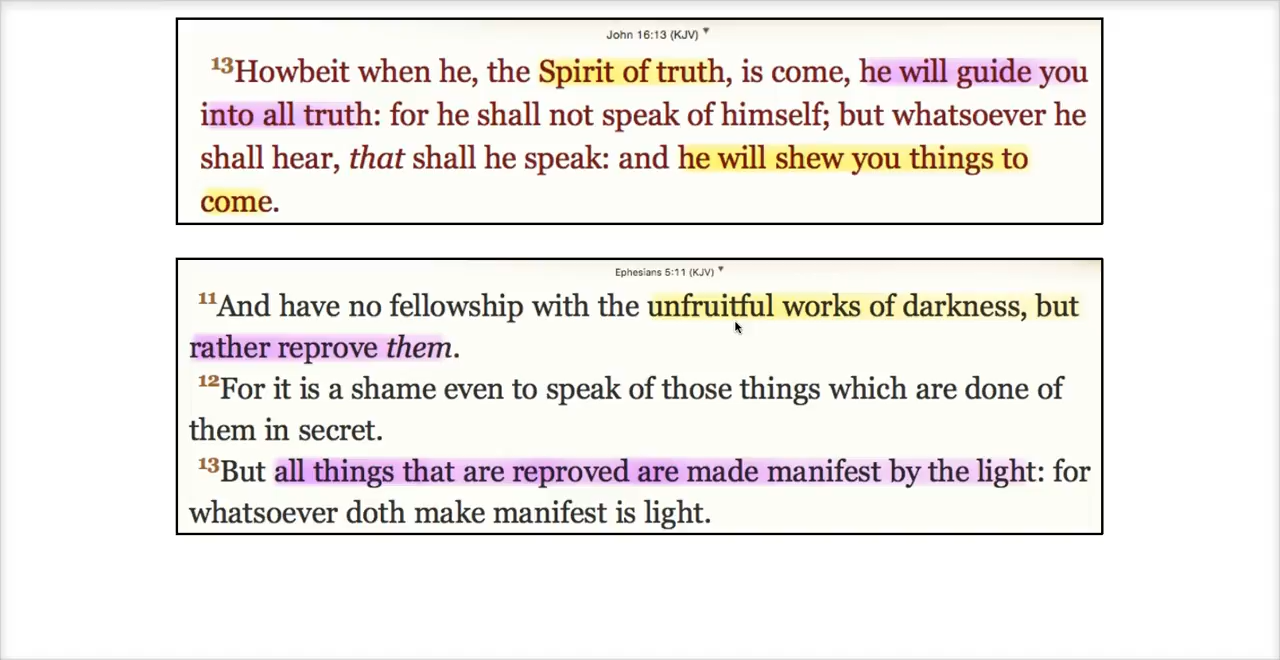 John 16:13 (KJV)
13Howbeit when he, the Spirit of truth, is come, he will guide you
into all truth: for he shall not speak of himself; but whatsoever he
shall hear, that shall he speak: and he will shew you things to
come.
Ephesians 5:11 (KJV)
11And have no fellowship with the unfruitful works of darkness, but
rather reprove them.
12For it is a shame even to speak of those things which are done of
them in secret.
13But all things that are reproved are made manifest by the light: for
whatsoever doth make manifest is light.